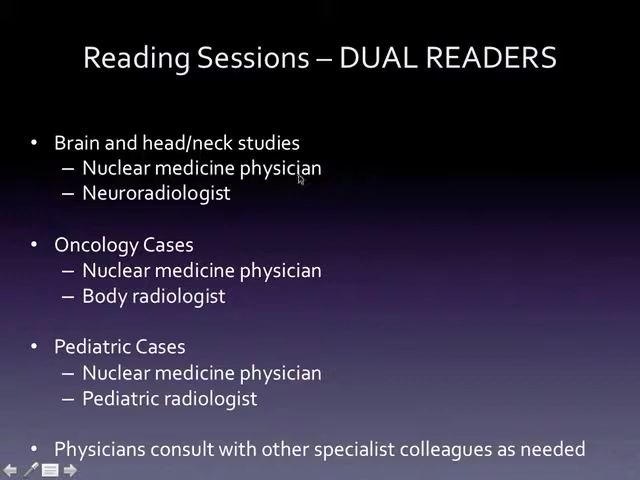 Reading Sessions – DUAL READERS
• Brain and head/neck studies
– Nuclear medicine physician
– Neuroradiologist
• Oncology Cases
– Nuclear medicine physician
– Body radiologist
• Pediatric Cases
– Nuclear medicine physician
– Pediatric radiologist
• Physicians consult with other specialist colleagues as needed